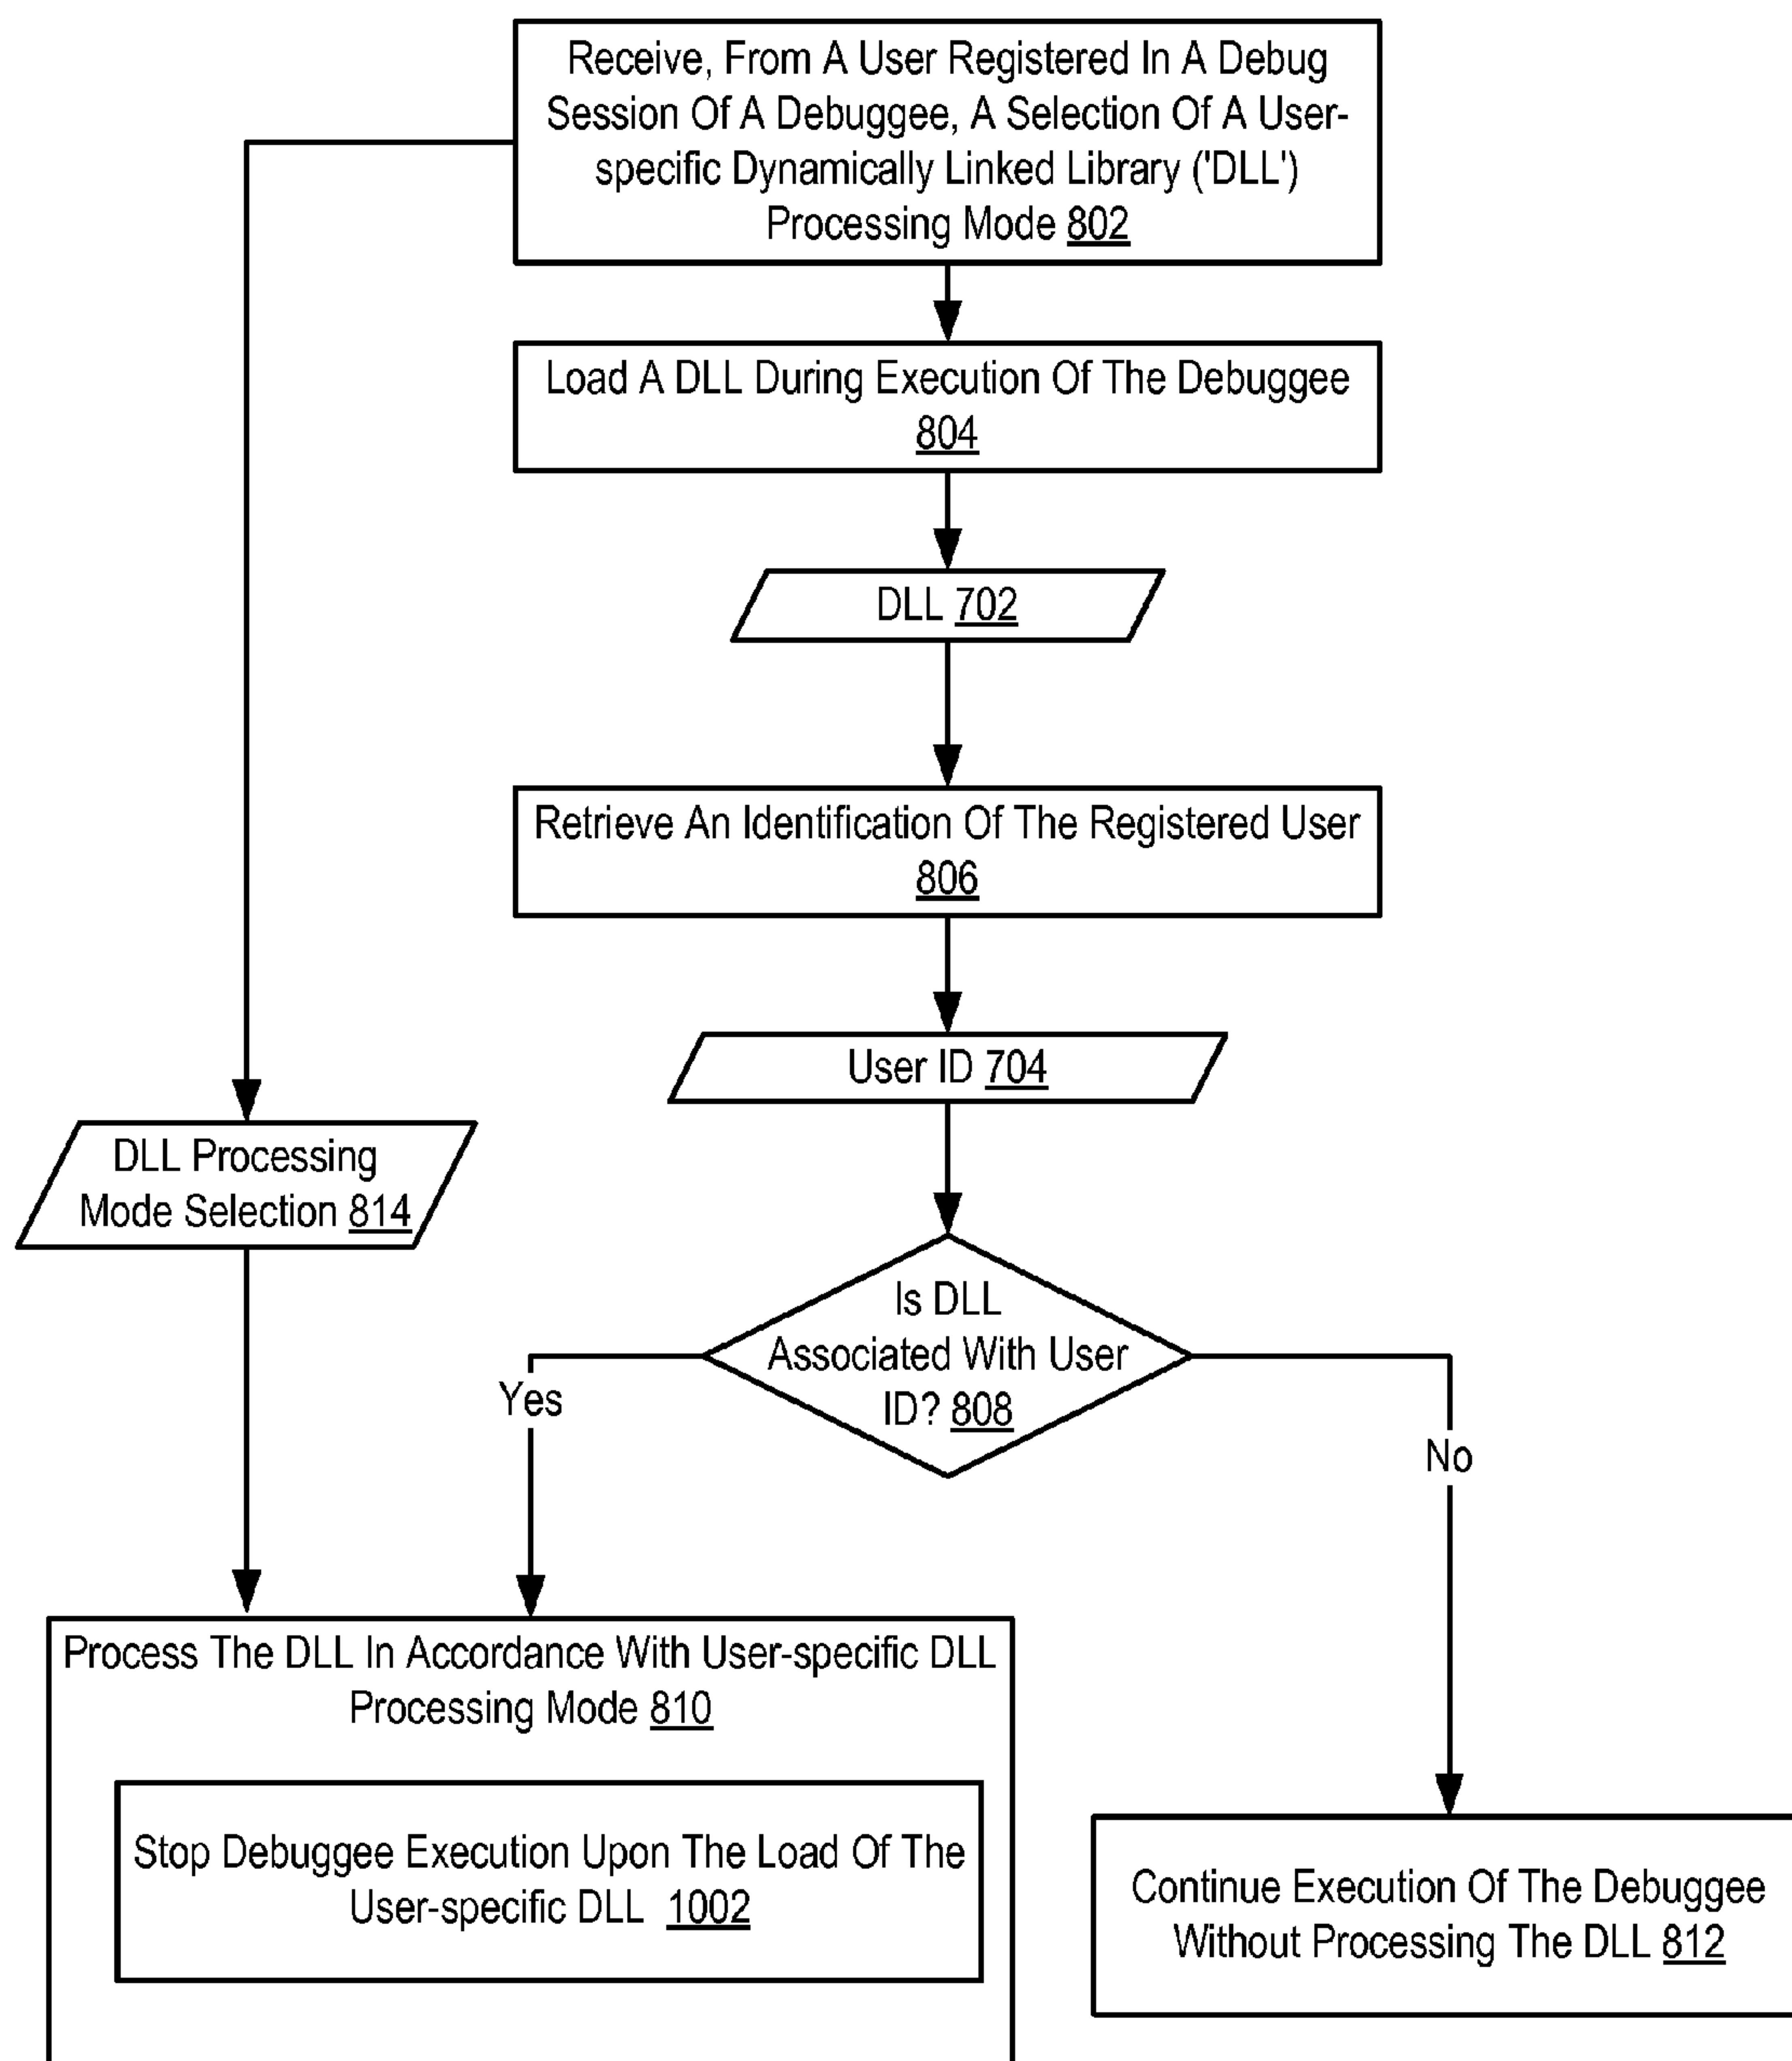 Receive, From A User Registered In A Debug
Session Of A Debuggee, A Selection Of A User-
specific Dynamically Linked Library ('DLL')
Processing Mode 802
Load A DLL During Execution Of The Debuggee
804
DLL 702
Retrieve An Identification Of The Registered User
806
User ID 704
DLL Processing
Mode Selection 814
Is DLL
Associated With User
ID? 808
Yes
No
Process The DLL In Accordance With User-specific DLL
Processing Mode 810
Stop Debuggee Execution Upon The Load Of The
User-specific DLL 1002
Continue Execution Of The Debuggee
Without Processing The DLL 812